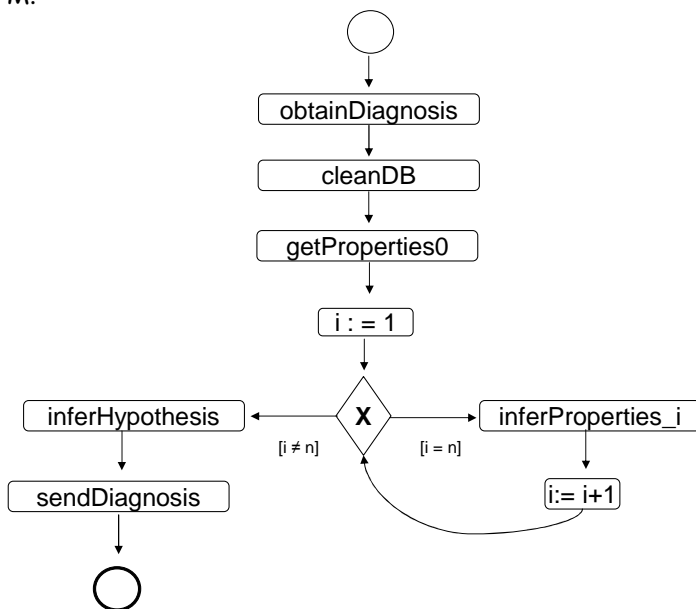 M.
obtainDiagnosis
cleanDB
getProperties0
i : = 1
inferHypothesis
X
inferProperties_i
[i ≠ n]
[i = n]
sendDiagnosis
i:= i+1